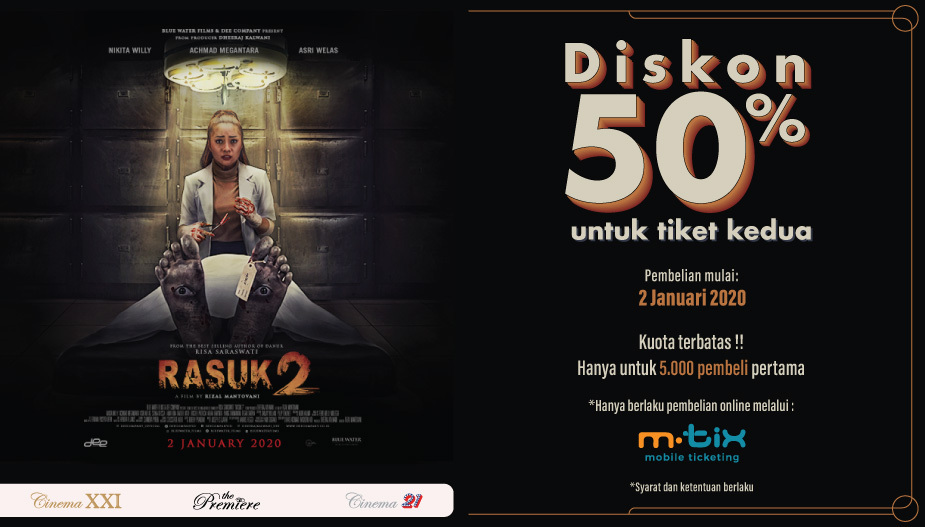 BLUE WATER FILMS & DEE COMPANY PRESENT
FROM PRODUCER DHEERAJ KALWANI
NIKITA WILLY ACHMAD MEGANTARA ASRI WELAS
FROM THE BEST SELLING AUTHOR OF DANUR
RISA SARASWATI
RASUK 2
A FILM BY RIZAL MANTOVANI
dee
2 JANUARY 2020
BLUE WATER
Cinema XXI
the Premiere
Cinema 21
Diskon
50%
untuk tiket kedua
Pembelian mulai:
2 Januari 2020
Kuota terbatas !!
Hanya untuk 5.000 pembeli pertama
*Hanya berlaku pembelian online melalui :
m·tix
mobile ticketing
*Syarat dan ketentuan berlaku